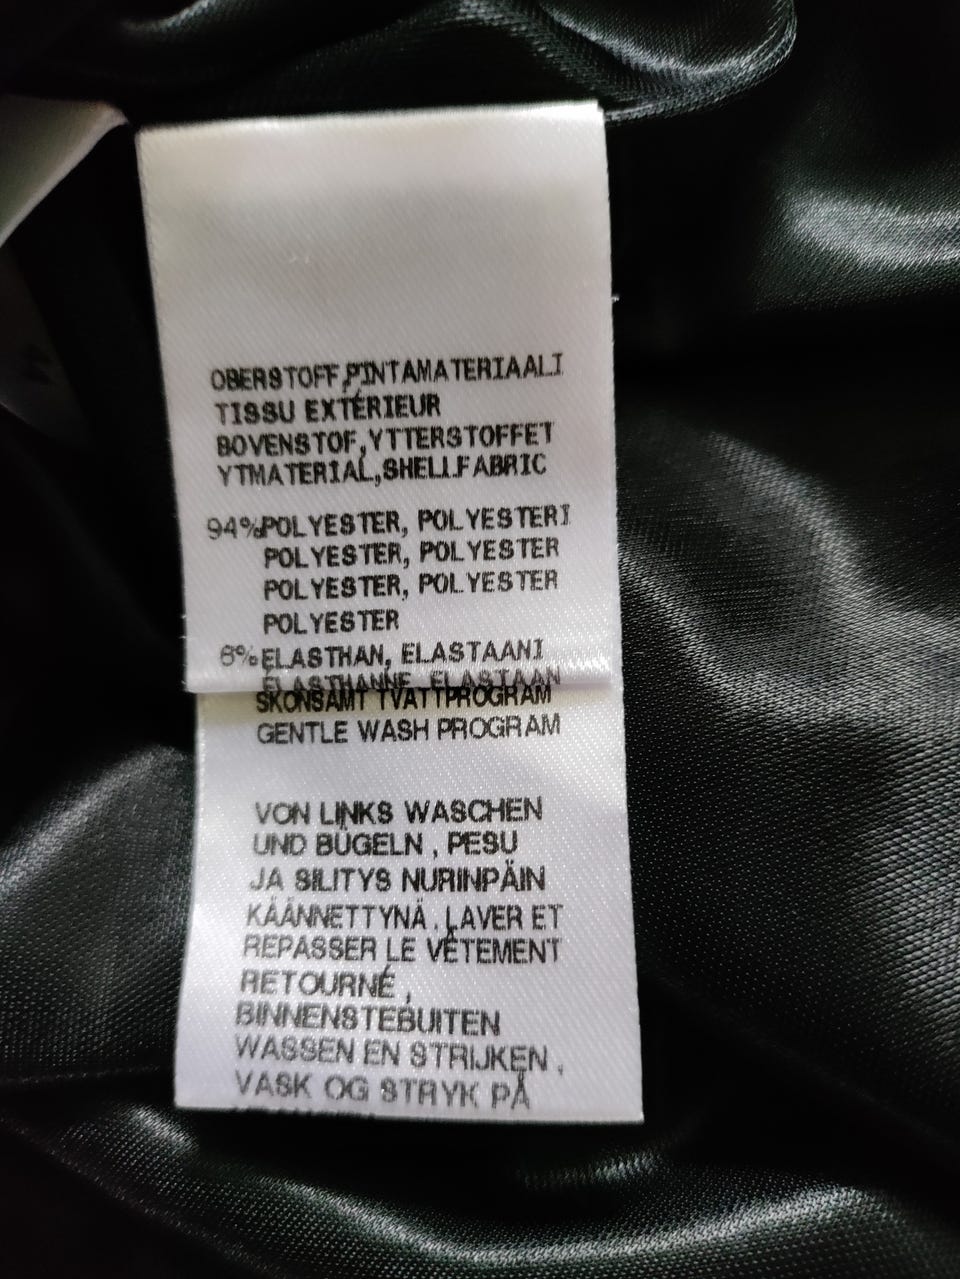 OBERSTOFF,PINTAMATERIAALI
TISSU EXTÉRIEUR
BOVENSTOF,YTTERSTOFFET
YTMATERIAL,SHELLFABRIC
94%POLYESTER, POLYESTERI
POLYESTER, POLYESTER
POLYESTER, POLYESTER
POLYESTER
6%ELASTHAN, ELASTAANI
ELASTHANNE, ELASTAAN
SKONSAMT TVATTPROGRAM
GENTLE WASH PROGRAM
VON LINKS WASCHEN
UND BÜGELN , PESU
JA SILITYS NURINPÄIN
KÄÄNNETTYNÄ , LAVER ET
REPASSER LE VÊTEMENT
RETOURNÉ ,
BINNENSTEBUITEN
WASSEN EN STRIJKEN ,
VASK OG STRYK PÅ